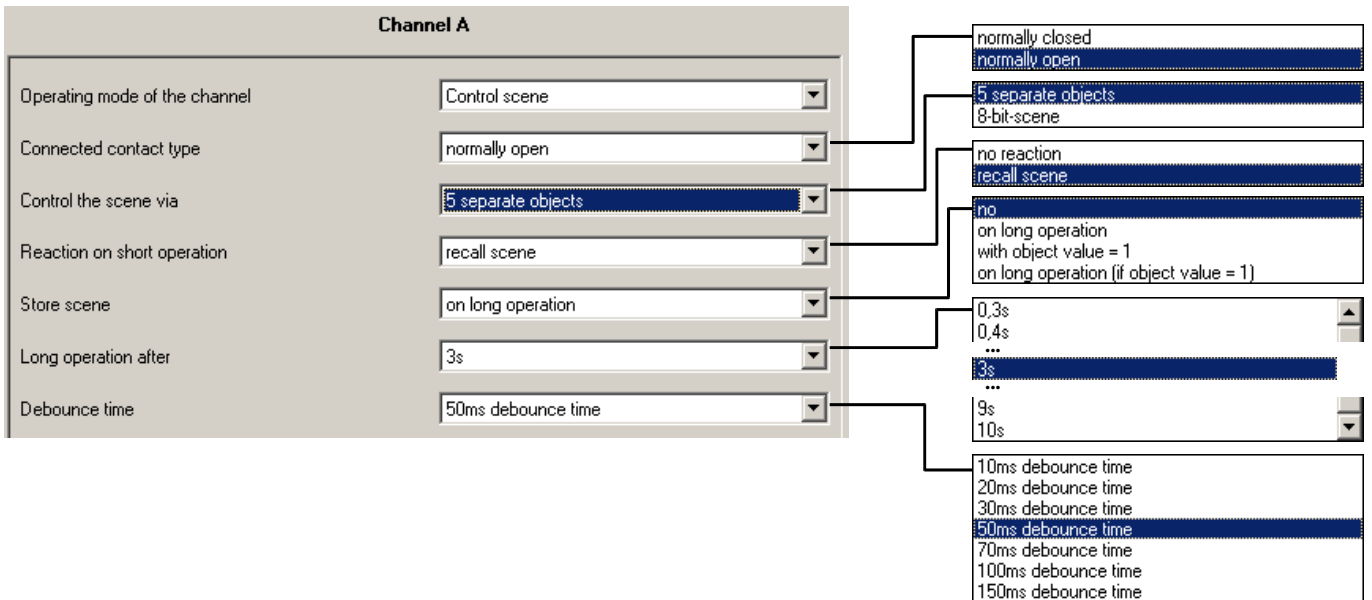 Channel A
Operating mode of the channel
Control scene
Connected contact type
normally open
Control the scene via
5 separate objects
Reaction on short operation
recall scene
Store scene
on long operation
Long operation after
3s
Debounce time
50ms debounce time
normally closed
normally open
5 separate objects
8-bit-scene
no reaction
recall scene
no
on long operation
with object value = 1
on long operation (if object value = 1)
0,3s
0,4s
...
3s
...
9s
10s
10ms debounce time
20ms debounce time
30ms debounce time
50ms debounce time
70ms debounce time
100ms debounce time
150ms debounce time